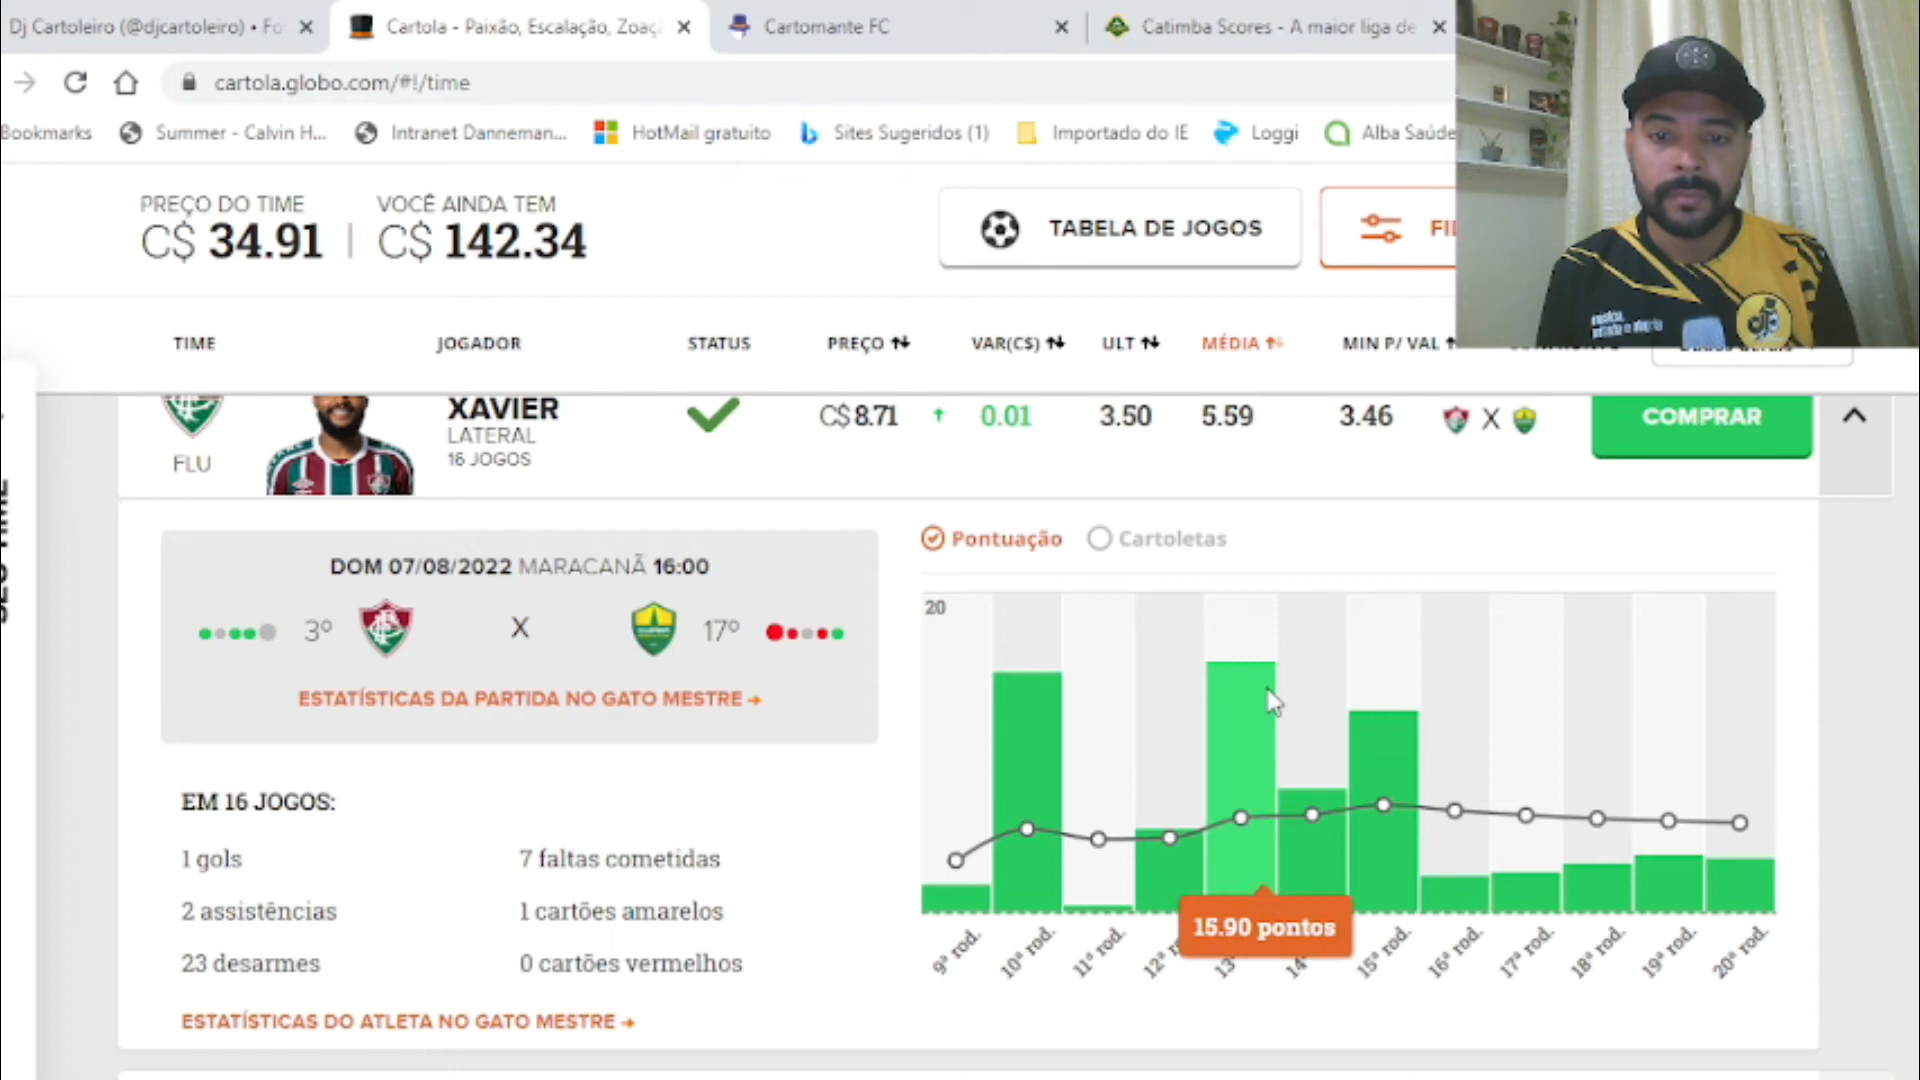 Dj Cartoleiro (@djcartoleiro) • Fo
Cartola - Paixão, Escalação, Zoaç
Cartomante FC
Catimba Scores - A maior liga de
cartola.globo.com/#!/time
Bookmarks
Summer - Calvin H...
Intranet Danneman...
HotMail gratuito
Sites Sugeridos (1)
Importado do IE
Loggi
Alba Saúde
PREÇO DO TIME
C$ 34.91
VOCÊ AINDA TEM
C$ 142.34
TABELA DE JOGOS
FIL
TIME
JOGADOR
STATUS
PREÇO
VAR(C$)
ULT
MÉDIA
MIN P/ VAL
FLU
XAVIER
LATERAL
16 JOGOS
C$ 8.71
0.01
3.50
5.59
3.46
X
COMPRAR
DOM 07/08/2022 MARACANÃ 16:00
3º
X
17º
ESTATÍSTICAS DA PARTIDA NO GATO MESTRE
EM 16 JOGOS:
1 gols
7 faltas cometidas
2 assistências
1 cartões amarelos
23 desarmes
0 cartões vermelhos
ESTATÍSTICAS DO ATLETA NO GATO MESTRE
Pontuação
Cartoletas
20
15.90 pontos
9ª rod.
10ª rod.
11ª rod.
12ª r
13ª
14ª
15ª rod.
16ª rod.
17ª rod.
18ª rod.
19ª rod.
20ª rod.